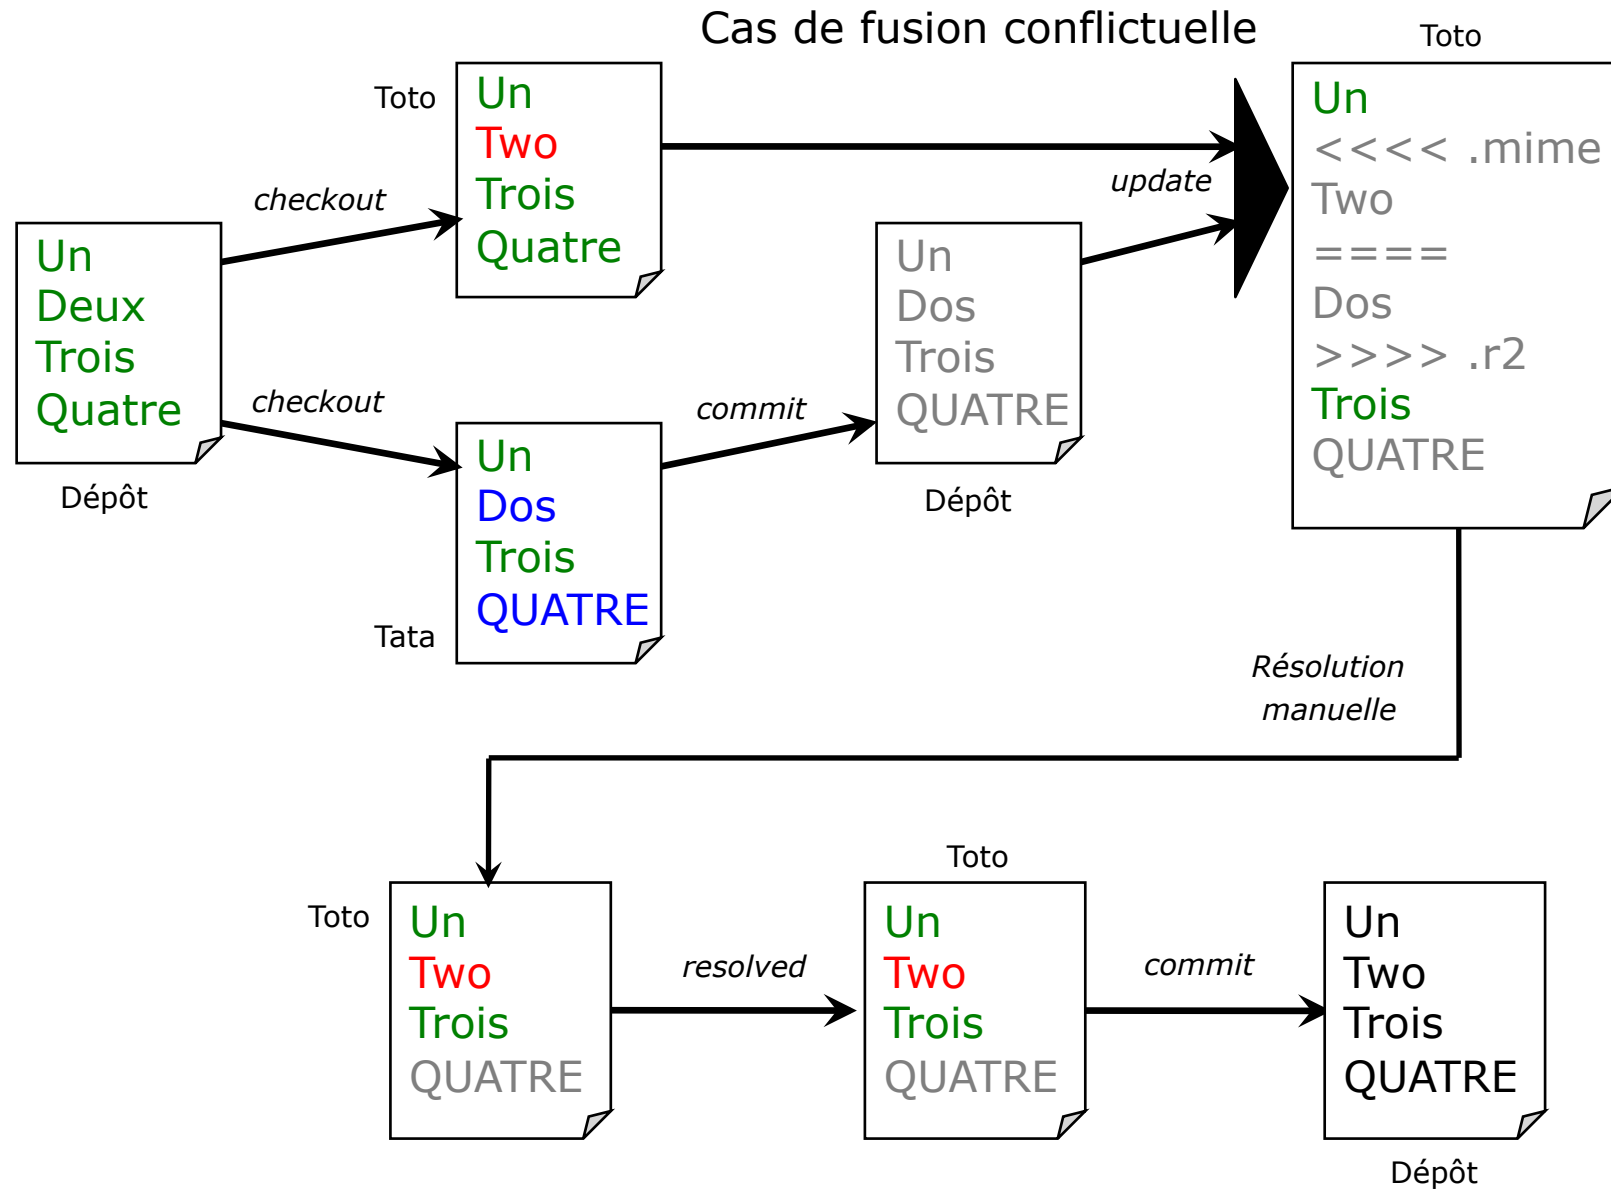 Cas de fusion conflictuelle
Toto
Un
Two
Trois
Quatre
checkout
Un
Deux
Trois
Quatre
Dépôt
checkout
Un
Dos
Trois
QUATRE
Tata
commit
Un
Dos
Trois
QUATRE
Dépôt
update
Toto
Un
<<<< .mime
Two
====
Dos
>>>> .r2
Trois
QUATRE
Résolution
manuelle
Toto
Un
Two
Trois
QUATRE
resolved
Toto
Un
Two
Trois
QUATRE
commit
Un
Two
Trois
QUATRE
Dépôt